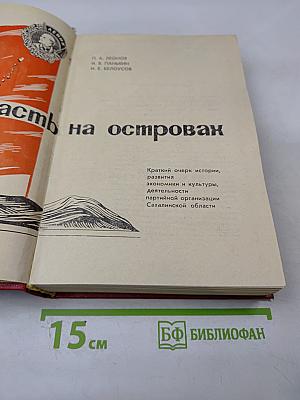 П. А. ЛЕОНОВ
И. В. ПАНЬКИН
И. Е. БЕЛОУСОВ
асть на островах
Краткий очерк истории,
развития
экономики и культуры,
деятельности
партийной организации
Сахалинской области
15 см
БФ БИБЛИОФАН